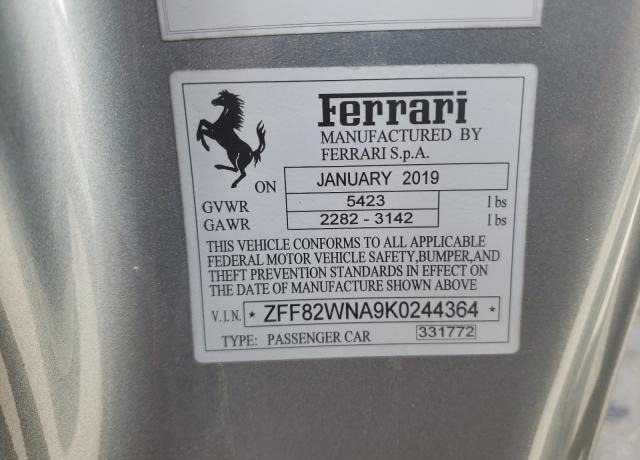 Ferrari
MANUFACTURED BY
FERRARI S.p.A.
ON JANUARY 2019
GVWR 5423 lbs
GAWR 2282 - 3142 lbs
THIS VEHICLE CONFORMS TO ALL APPLICABLE
FEDERAL MOTOR VEHICLE SAFETY,BUMPER,AND
THEFT PREVENTION STANDARDS IN EFFECT ON
THE DATE OF MANUFACTURE SHOWN ABOVE
V.I.N. * ZFF82WNA9K0244364 *
TYPE: PASSENGER CAR 331772